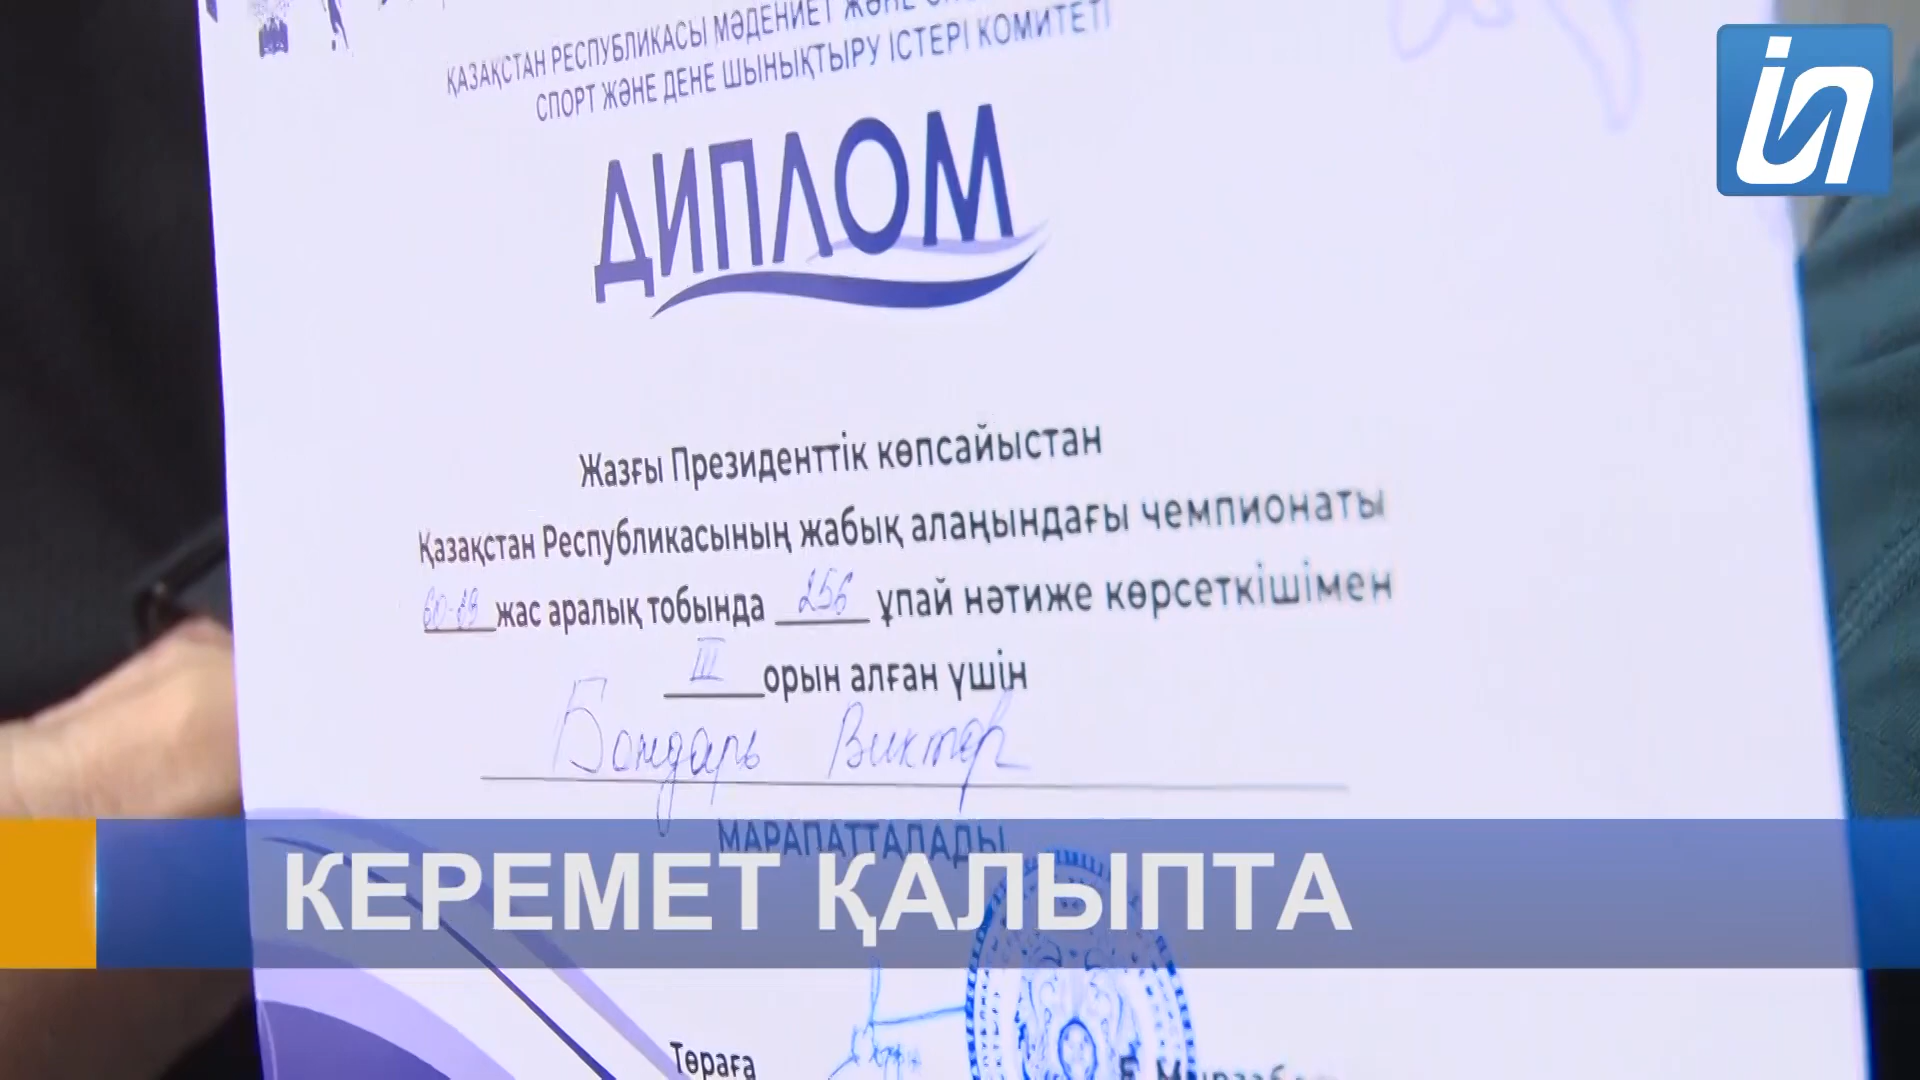 ҚАЗАҚСТАН РЕСПУБЛИКАСЫ МӘДЕНИЕТ ЖӘНЕ
СПОРТ ЖӘНЕ ДЕНЕ ШЫНЫҚТЫРУ ІСТЕРІ КОМИТЕТІ
ДИПЛОМ
Жазғы Президенттік көпсайыстан
Қазақстан Республикасының жабық алаңындағы чемпионаты
60-69 жас аралық тобында 256 ұпай нәтиже көрсеткішімен
III орын алған үшін
Бондарь Виктор
МАРАПАТТАЛАДЫ
КЕРЕМЕТ ҚАЛЫПТА
Төраға